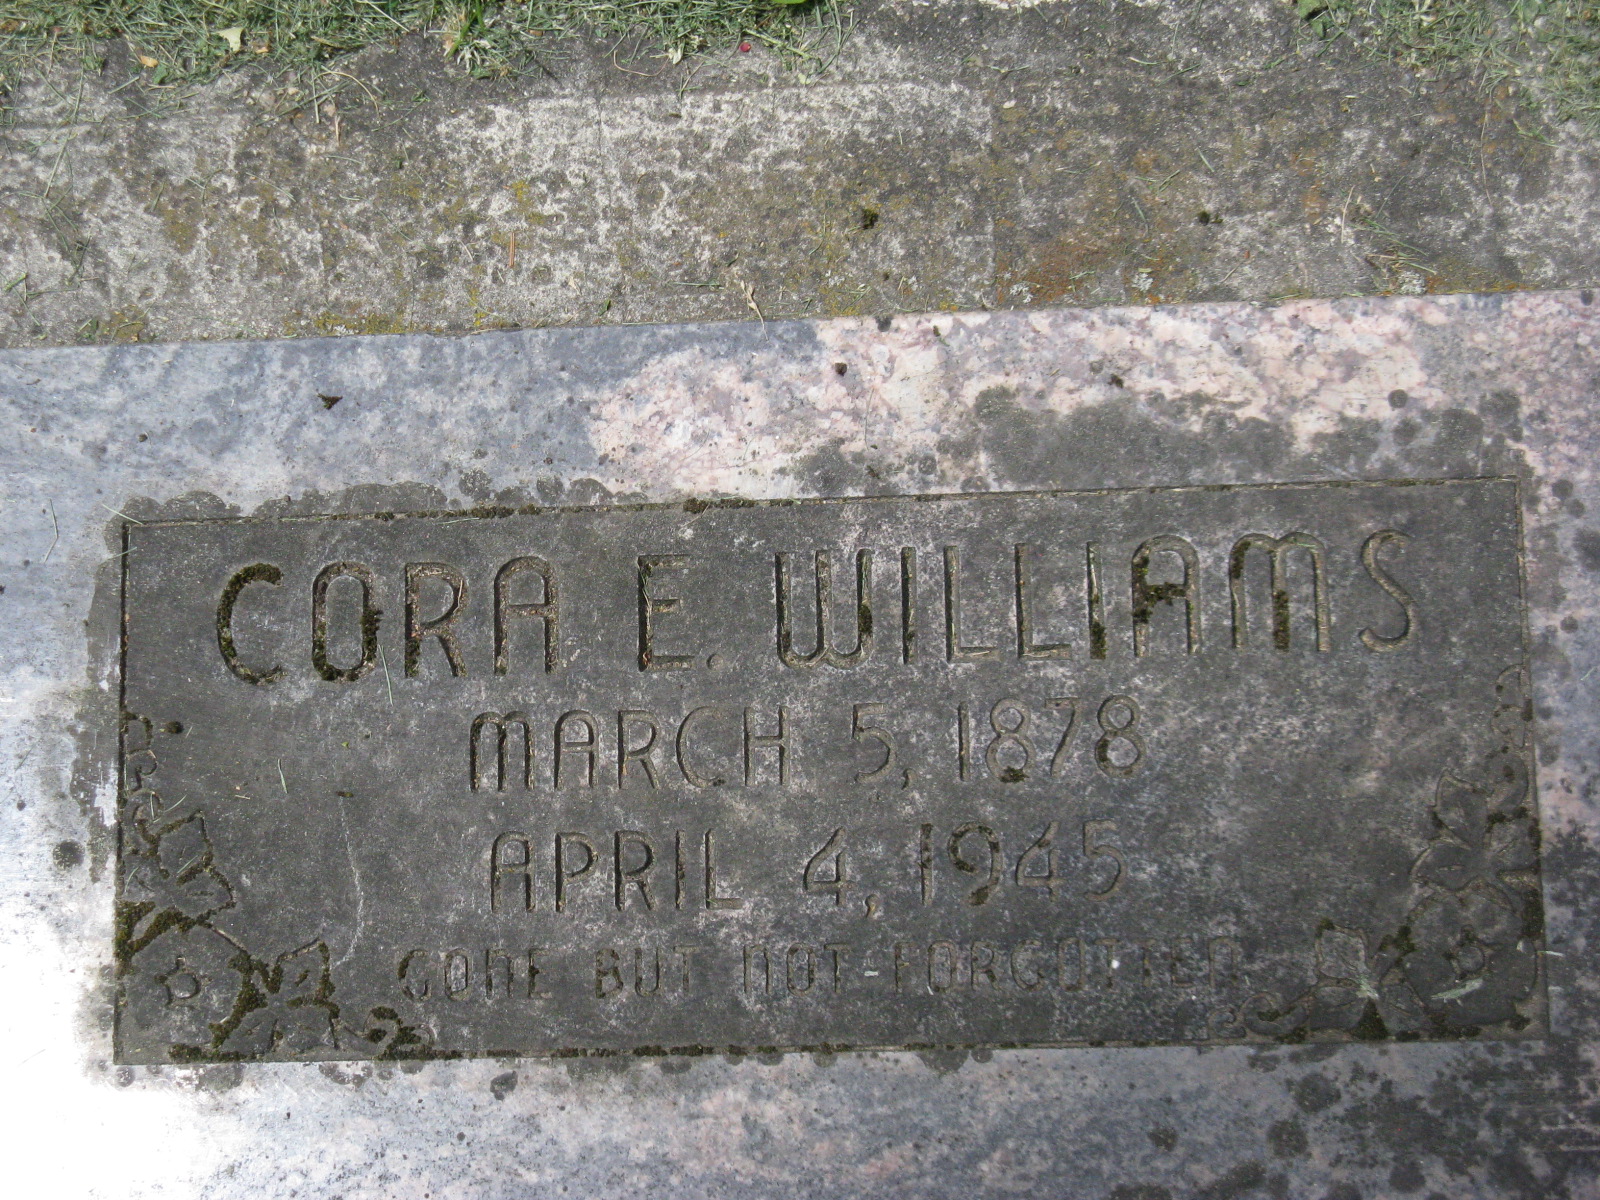 CORA E. WILLIAMS
MARCH 5, 1878
APRIL 4, 1945
GONE BUT NOT FORGOTTEN